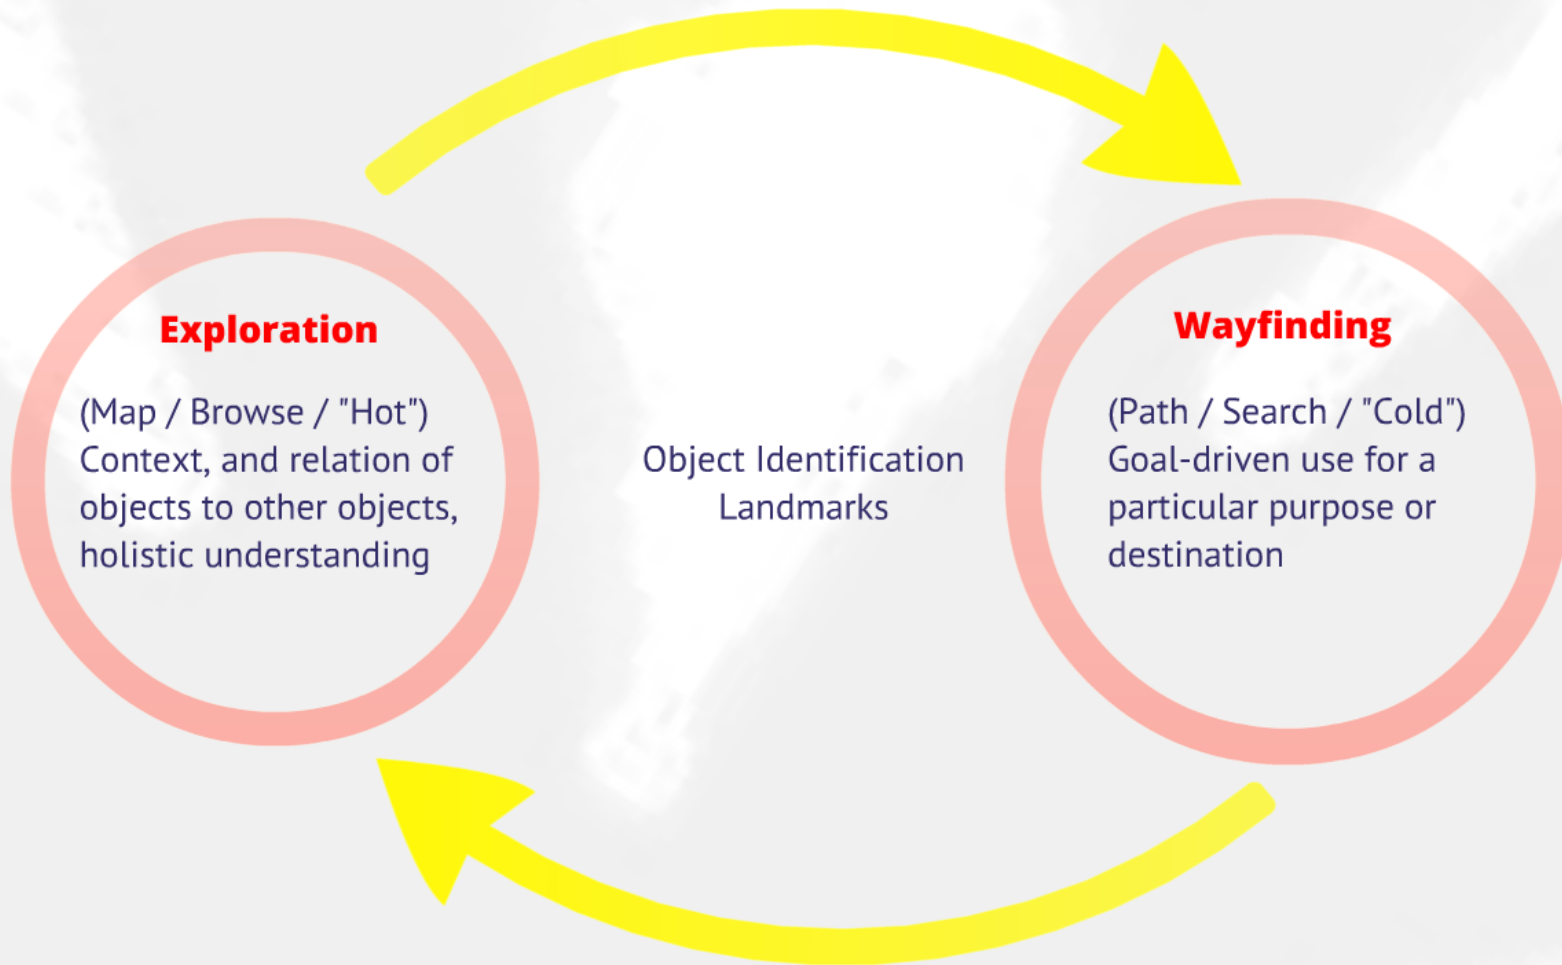 Exploration
(Map / Browse / "Hot")
Context, and relation of
objects to other objects,
holistic understanding
Object Identification
Landmarks
Wayfinding
(Path / Search / "Cold")
Goal-driven use for a
particular purpose or
destination